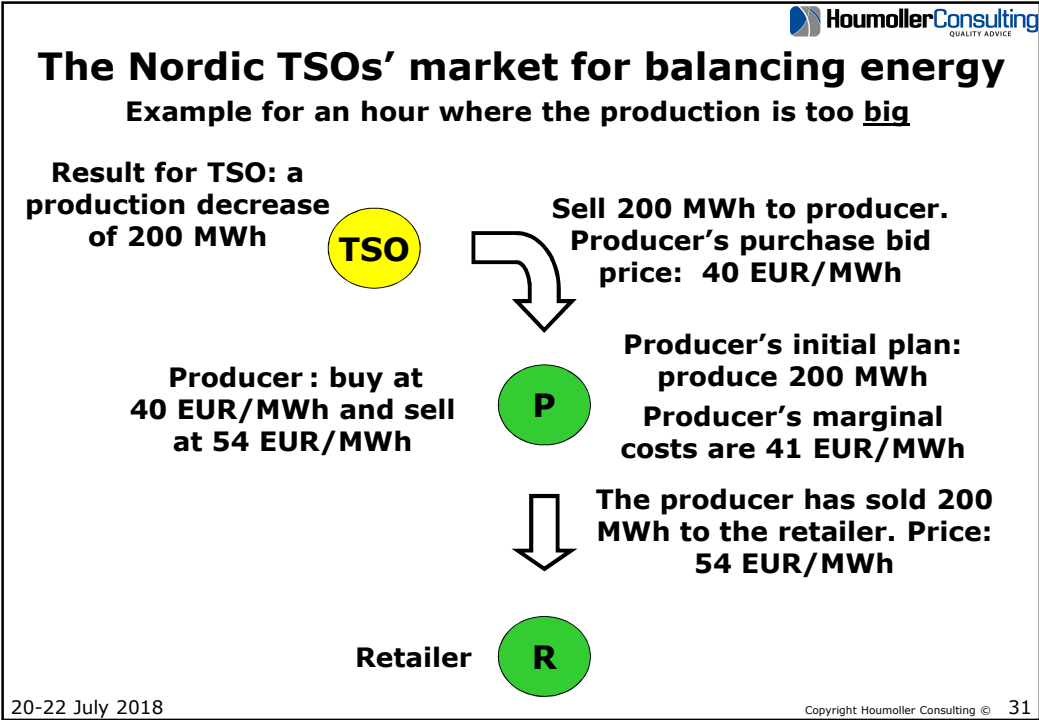 HoumollerConsulting
QUALITY ADVICE
The Nordic TSOs’ market for balancing energy
Example for an hour where the production is too big
Result for TSO: a
production decrease
of 200 MWh
TSO
Sell 200 MWh to producer.
Producer’s purchase bid
price: 40 EUR/MWh
Producer’s initial plan:
produce 200 MWh
Producer : buy at
40 EUR/MWh and sell
at 54 EUR/MWh
P
Producer’s marginal
costs are 41 EUR/MWh
The producer has sold 200
MWh to the retailer. Price:
54 EUR/MWh
Retailer
R
20-22 July 2018
Copyright Houmoller Consulting ©
31